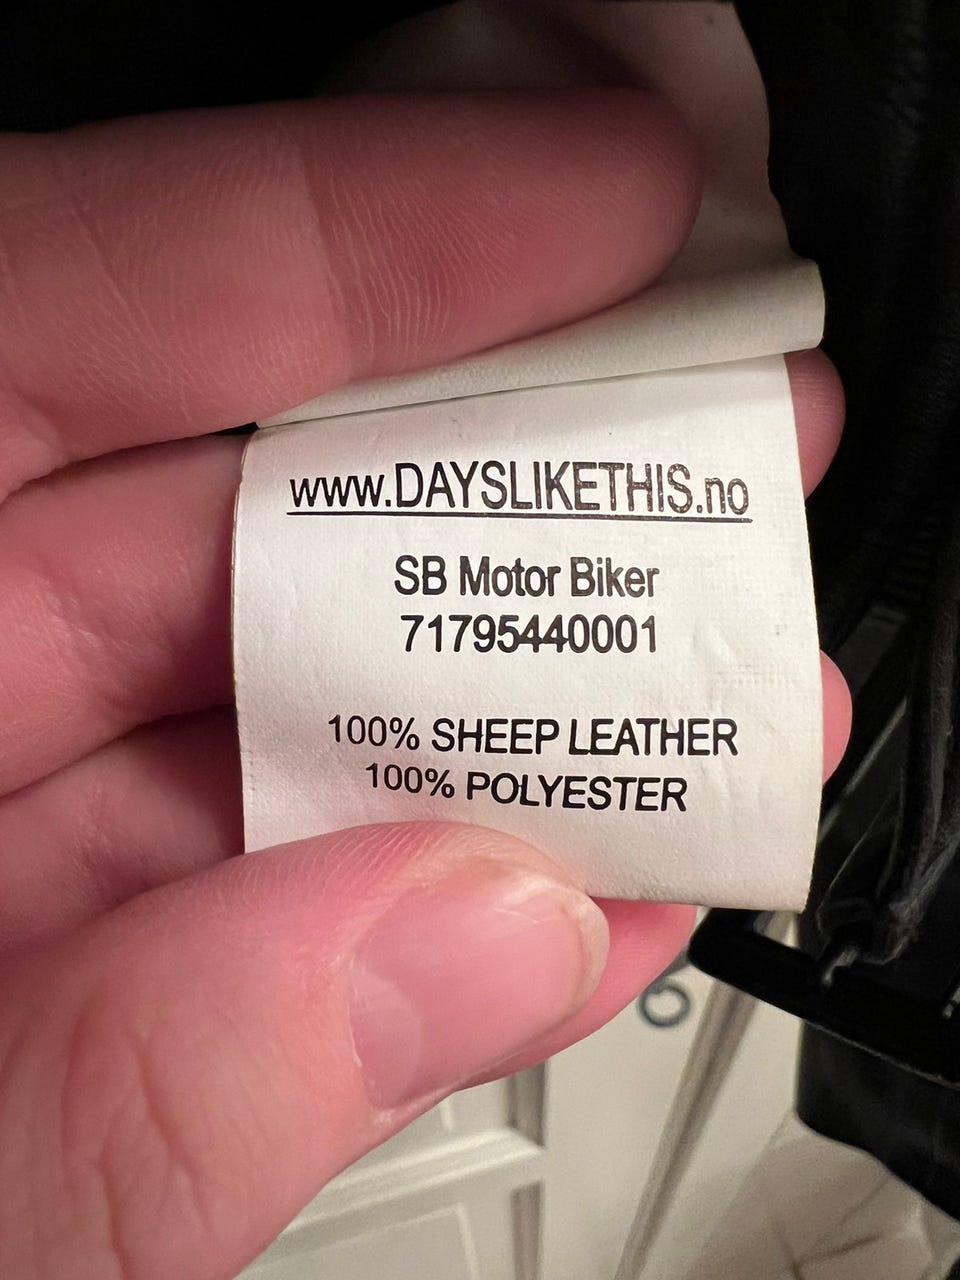 www.DAYSLIKETHIS.no
SB Motor Biker
71795440001
100% SHEEP LEATHER
100% POLYESTER